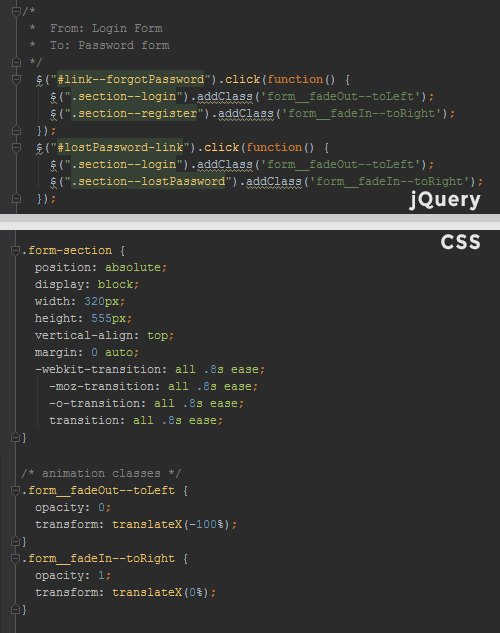 /*
 *  From: Login Form
 *  To: Password form
 */
$("#link--forgotPassword").click(function() {
  $(".section--login").addClass('form__fadeOut--toLeft');
  $(".section--register").addClass('form__fadeIn--toRight');
});
$("#lostPassword-link").click(function() {
  $(".section--login").addClass('form__fadeOut--toLeft');
  $(".section--lostPassword").addClass('form__fadeIn--toRight');
});
jQuery
CSS
.form-section {
  position: absolute;
  display: block;
  width: 320px;
  height: 555px;
  vertical-align: top;
  margin: 0 auto;
  -webkit-transition: all .8s ease;
    -moz-transition: all .8s ease;
    -o-transition: all .8s ease;
    transition: all .8s ease;
}
/* animation classes */
.form__fadeOut--toLeft {
  opacity: 0;
  transform: translateX(-100%);
}
.form__fadeIn--toRight {
  opacity: 1;
  transform: translateX(0%);
}